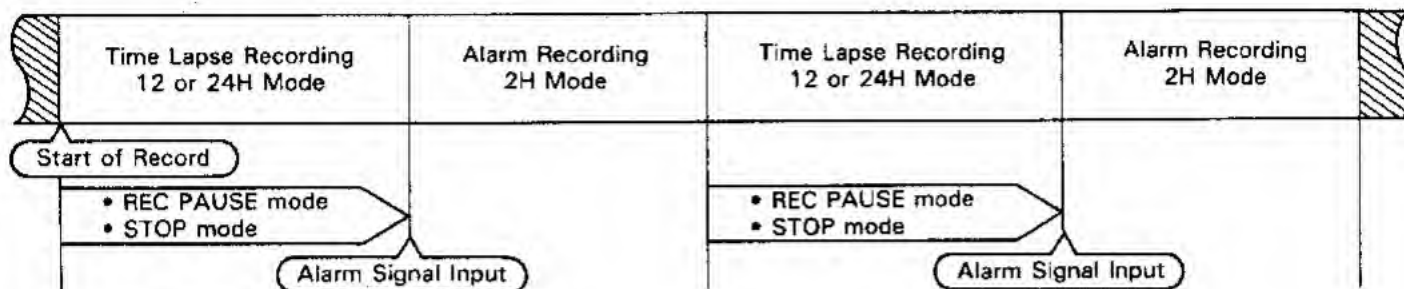 Time Lapse Recording
12 or 24H Mode
Alarm Recording
2H Mode
Time Lapse Recording
12 or 24H Mode
Alarm Recording
2H Mode
Start of Record
• REC PAUSE mode
• STOP mode
• REC PAUSE mode
• STOP mode
Alarm Signal Input
Alarm Signal Input